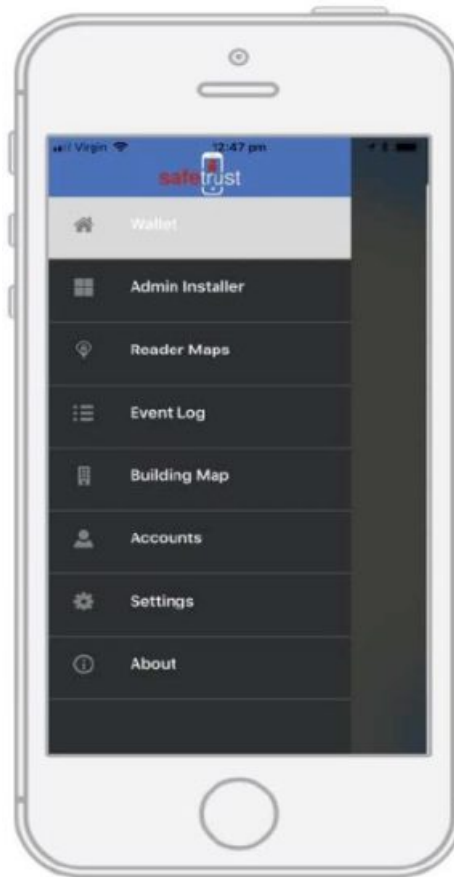 Virgin 12:47 pm
safetrust
Wallet
Admin Installer
Reader Maps
Event Log
Building Map
Accounts
Settings
About